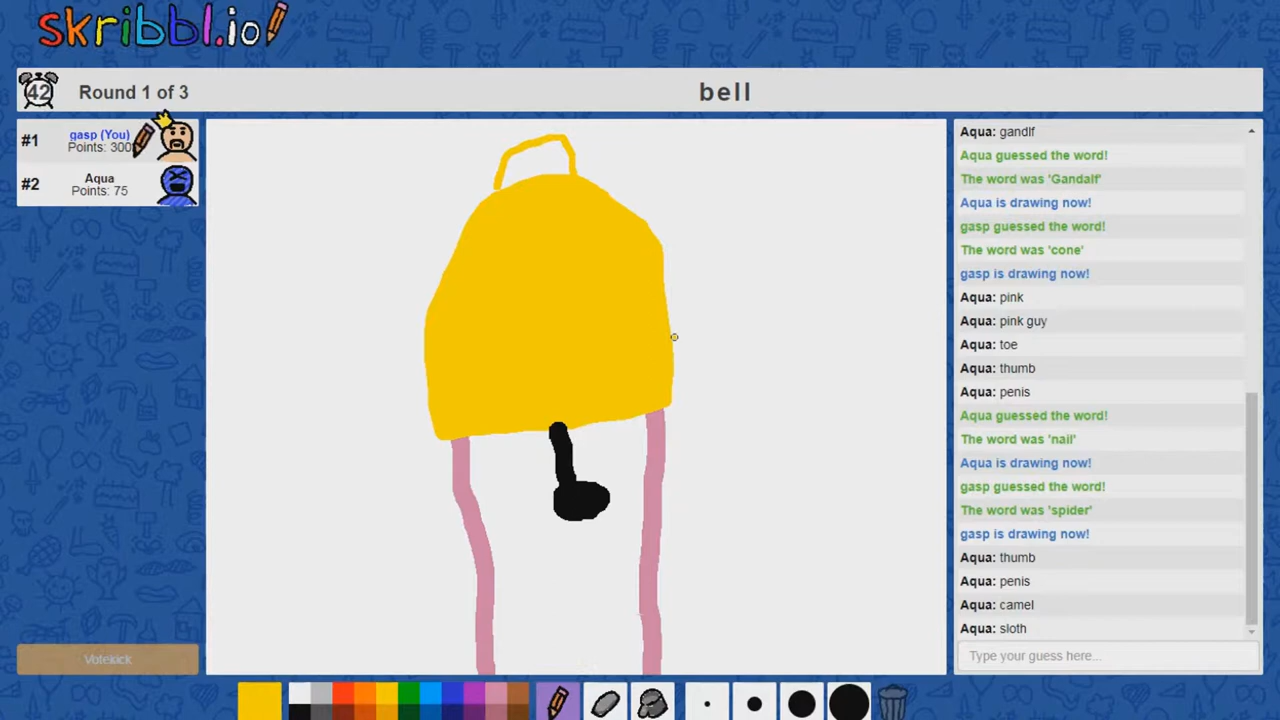 skribbl.io
42
Round 1 of 3
bell
#1
gasp (You)
Points: 300
#2
Aqua
Points: 75
Aqua: gandlf
Aqua guessed the word!
The word was 'Gandalf'
Aqua is drawing now!
gasp guessed the word!
The word was 'cone'
gasp is drawing now!
Aqua: pink
Aqua: pink guy
Aqua: toe
Aqua: thumb
Aqua: penis
Aqua guessed the word!
The word was 'nail'
Aqua is drawing now!
gasp guessed the word!
The word was 'spider'
gasp is drawing now!
Aqua: thumb
Aqua: penis
Aqua: camel
Aqua: sloth
Votekick
Type your guess here...